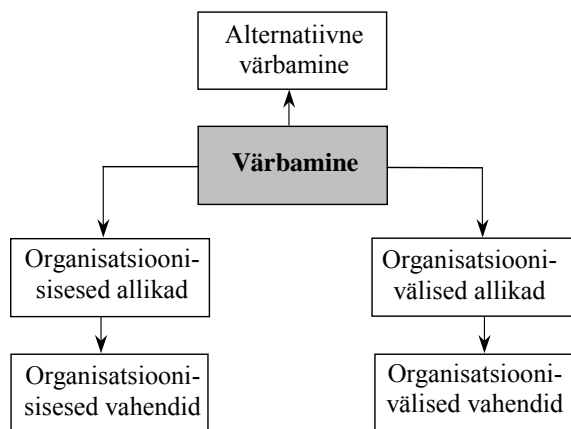 Alternatiivne
värbamine
Värbamine
Organisatsiooni-
sisesed allikad
Organisatsiooni-
välised allikad
Organisatsiooni-
sisesed vahendid
Organisatsiooni-
välised vahendid